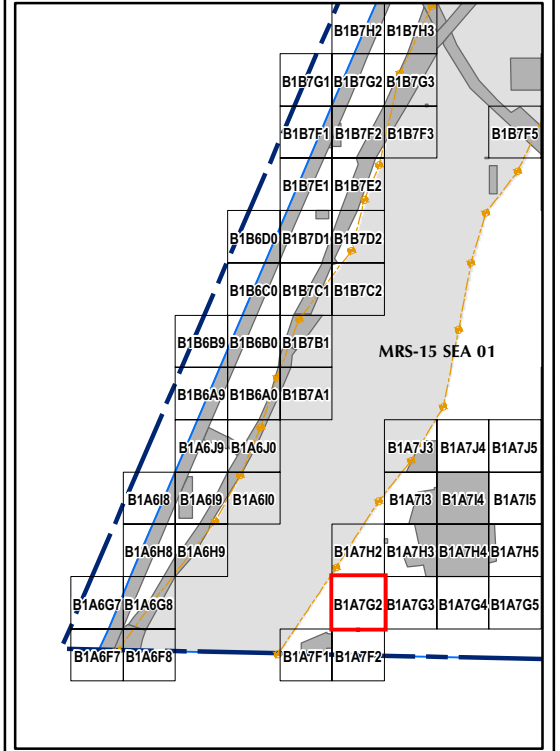 B1B7H2 B1B7H3
B1B7G1 B1B7G2 B1B7G3
B1B7F1 B1B7F2 B1B7F3 B1B7F5
B1B7E1 B1B7E2
B1B6D0 B1B7D1 B1B7D2
B1B6C0 B1B7C1 B1B7C2
B1B6B9 B1B6B0 B1B7B1
MRS-15 SEA 01
B1B6A9 B1B6A0 B1B7A1
B1A6J9 B1A6J0 B1A7J3 B1A7J4 B1A7J5
B1A6I8 B1A6I9 B1A6I0 B1A7I3 B1A7I4 B1A7I5
B1A6H8 B1A6H9 B1A7H2 B1A7H3 B1A7H4 B1A7H5
B1A6G7 B1A6G8 B1A7G2 B1A7G3 B1A7G4 B1A7G5
B1A6F7 B1A6F8 B1A7F1 B1A7F2